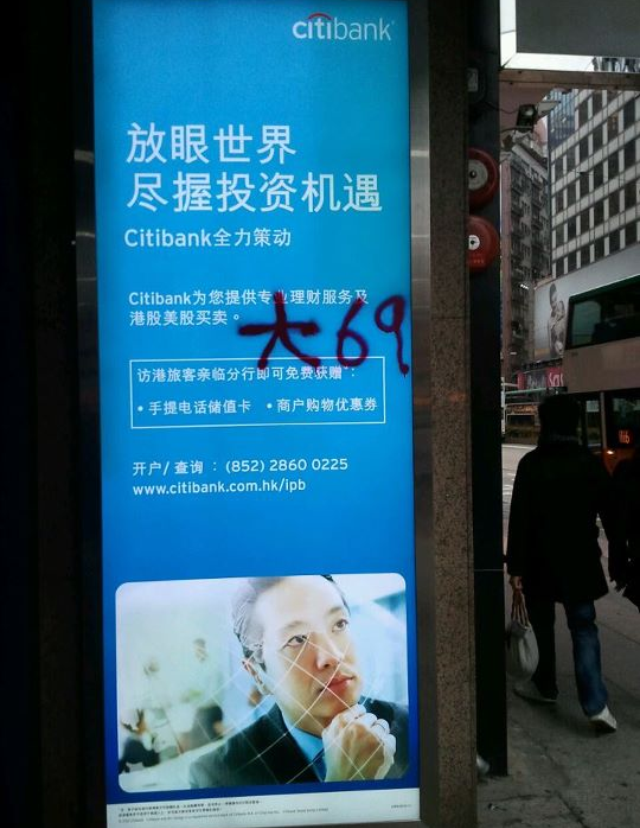 citibank
放眼世界
尽握投资机遇
Citibank全力策动
Citibank为您提供专业理财服务及
港股美股买卖。
大69
访港旅客亲临分行即可免费获赠*：
• 手提电话储值卡 • 商户购物优惠券
开户/查询：(852) 2860 0225
www.citibank.com.hk/ipb